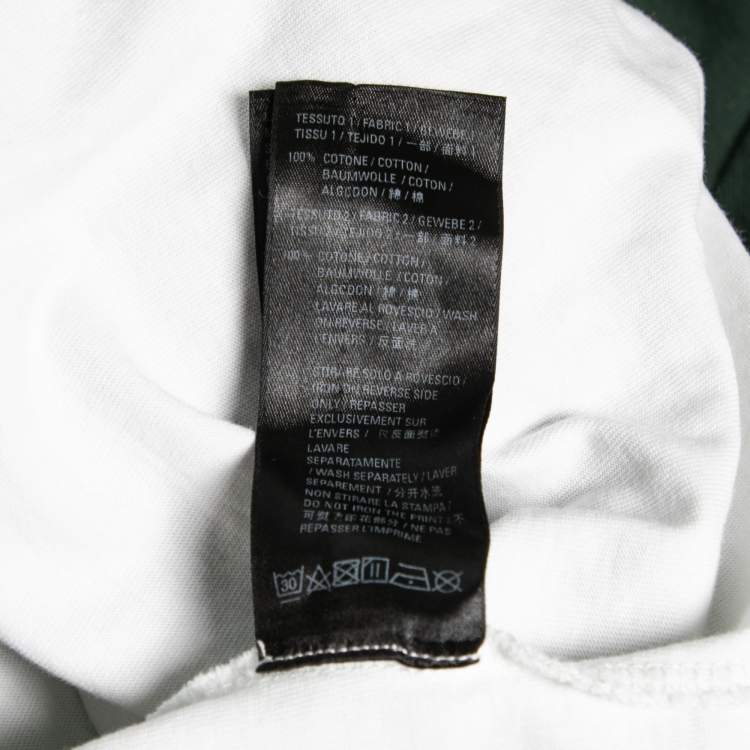 TESSUTO 1 / FABRIC 1 / GEWEBE 1
TISSU 1 / TEJIDO 1 / 一部 / 面料 1
100% COTONE / COTTON /
BAUMWOLLE / COTON /
ALGODON / 綿 / 棉
TESSUTO 2 / FABRIC 2 / GEWEBE 2 /
TISSU 2 / TEJIDO 2 / 一部 / 面料 2
100% COTONE / COTTON /
BAUMWOLLE / COTON /
ALGODON / 綿 / 棉
LAVARE AL ROVESCIO / WASH
ON REVERSE / LAVER A
L'ENVERS / 反面洗
STIRARE SOLO A ROVESCIO /
IRON ON REVERSE SIDE
ONLY / REPASSER
EXCLUSIVEMENT SUR
L'ENVERS / 仅反面熨烫
LAVARE
SEPARATAMENTE
/ WASH SEPARATELY / LAVER
SEPAREMENT / 分开水洗
NON STIRARE LA STAMPA /
DO NOT IRON THE PRINTS / 不
可熨烫印花部分 / NE PAS
REPASSER L'IMPRIME
30